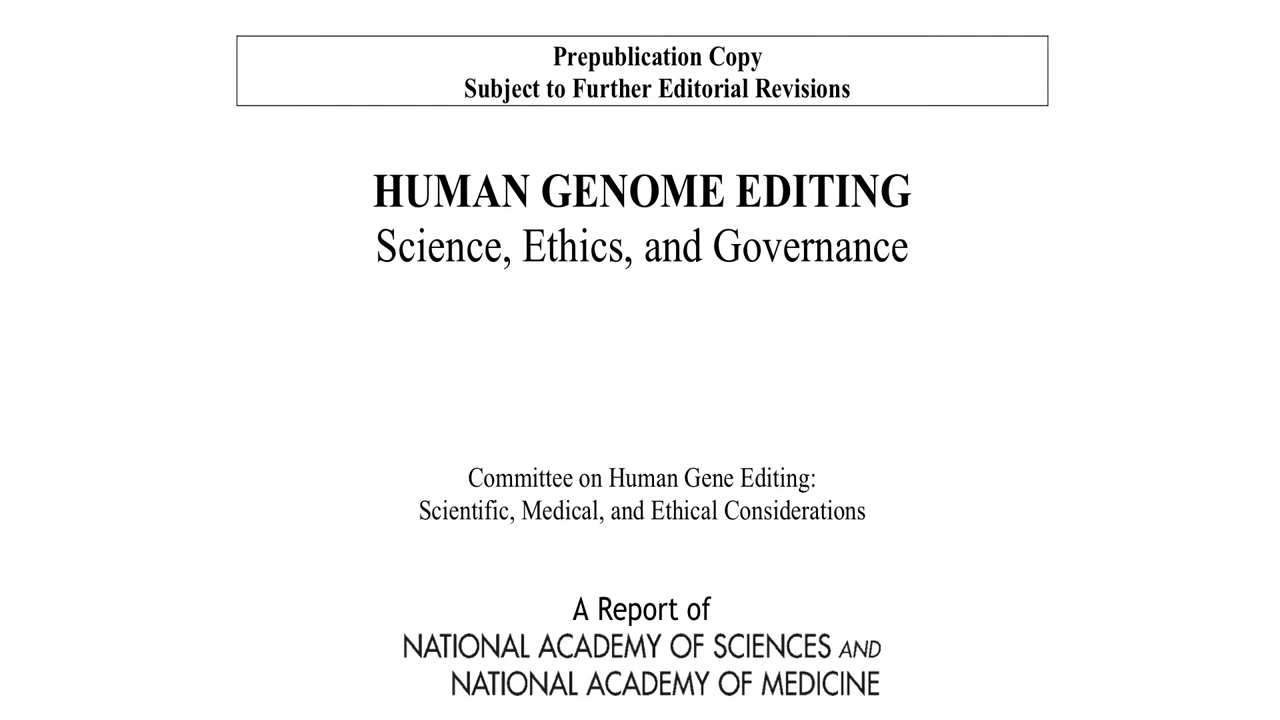 Prepublication Copy
Subject to Further Editorial Revisions
HUMAN GENOME EDITING
Science, Ethics, and Governance
Committee on Human Gene Editing:
Scientific, Medical, and Ethical Considerations
A Report of
NATIONAL ACADEMY OF SCIENCES AND
NATIONAL ACADEMY OF MEDICINE